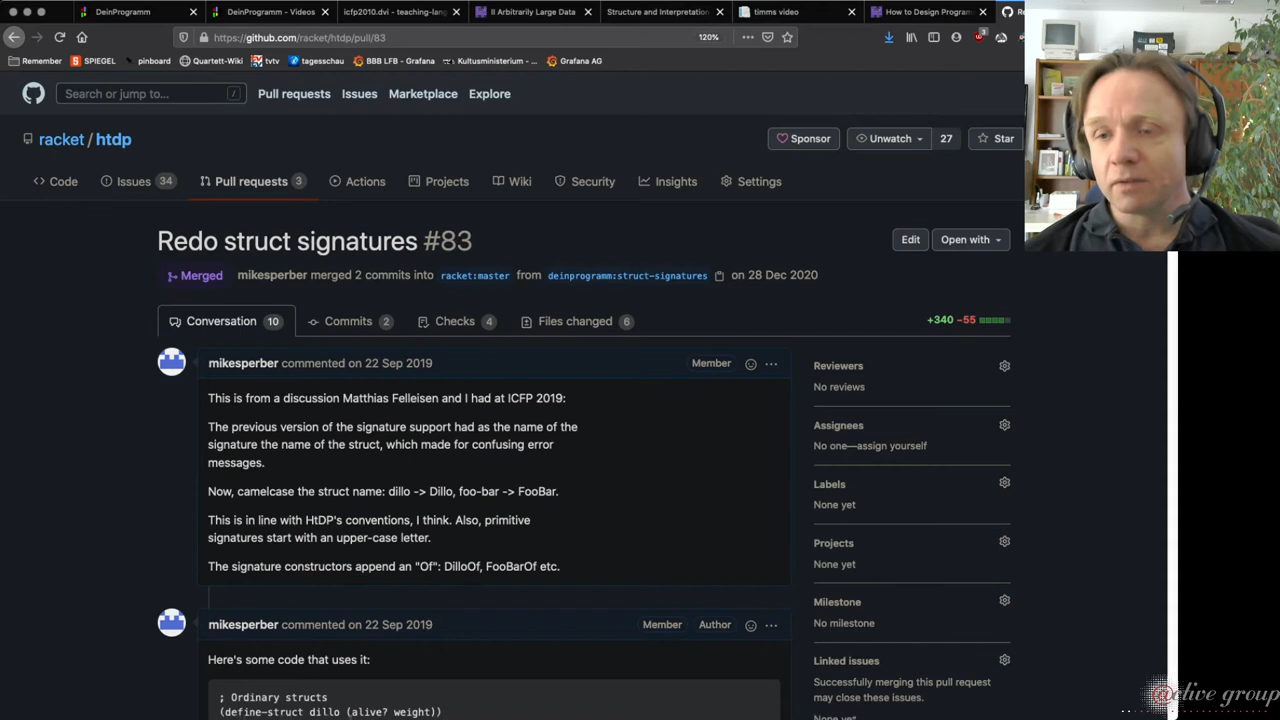 DeinProgramm
DeinProgramm - Videos
icfp2010.dvi - teaching-lang
II Arbitrarily Large Data
Structure and Interpretation
timms video
How to Design Program
https://github.com/racket/htdp/pull/83
120%
Remember
SPIEGEL
pinboard
Quartett-Wiki
tvtv
tagesschau
BBil LFB - Grafana
Kultusministerium - ...
Grafana AG
Search or jump to...
/
Pull requests
Issues
Marketplace
Explore
racket / htdp
Sponsor
Unwatch
27
Star
Code
Issues 34
Pull requests 3
Actions
Projects
Wiki
Security
Insights
Settings
Redo struct signatures #83
Edit
Open with
Merged
mikesperber merged 2 commits into racket:master from deinprogramm:struct-signatures on 28 Dec 2020
Conversation 10
Commits 2
Checks 4
Files changed 6
+340 −55
mikesperber commented on 22 Sep 2019
Member
This is from a discussion Matthias Felleisen and I had at ICFP 2019:
The previous version of the signature support had as the name of the
signature the name of the struct, which made for confusing error
messages.
Now, camelcase the struct name: dillo -> Dillo, foo-bar -> FooBar.
This is in line with HtDP's conventions, I think. Also, primitive
signatures start with an upper-case letter.
The signature constructors append an "Of": DilloOf, FooBarOf etc.
mikesperber commented on 22 Sep 2019
Member
Author
Here's some code that uses it:
; Ordinary structs
(define-struct dillo (alive? weight))
Reviewers
No reviews
Assignees
No one—assign yourself
Labels
None yet
Projects
None yet
Milestone
No milestone
Linked issues
Successfully merging this pull request
may close these issues.
None yet
@ctive group